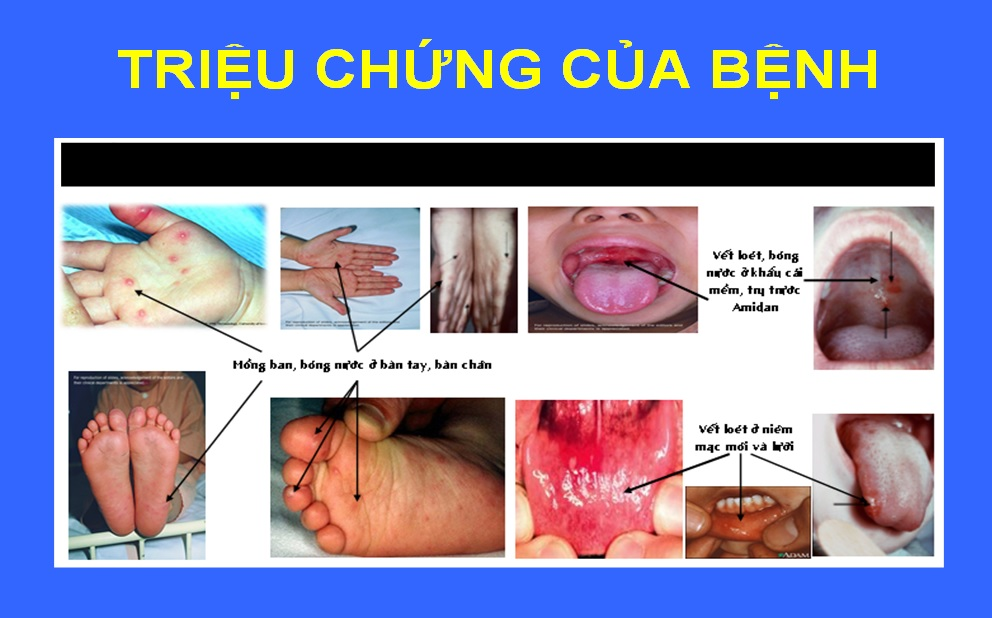 TRIỆU CHỨNG CỦA BỆNH
Vết loét, bóng
nước ở khẩu cái
mềm, trụ trước
Amidan
Hồng ban, bóng nước ở bàn tay, bàn chân
Vết loét ở niêm
mạc môi và lưỡi
ADAM